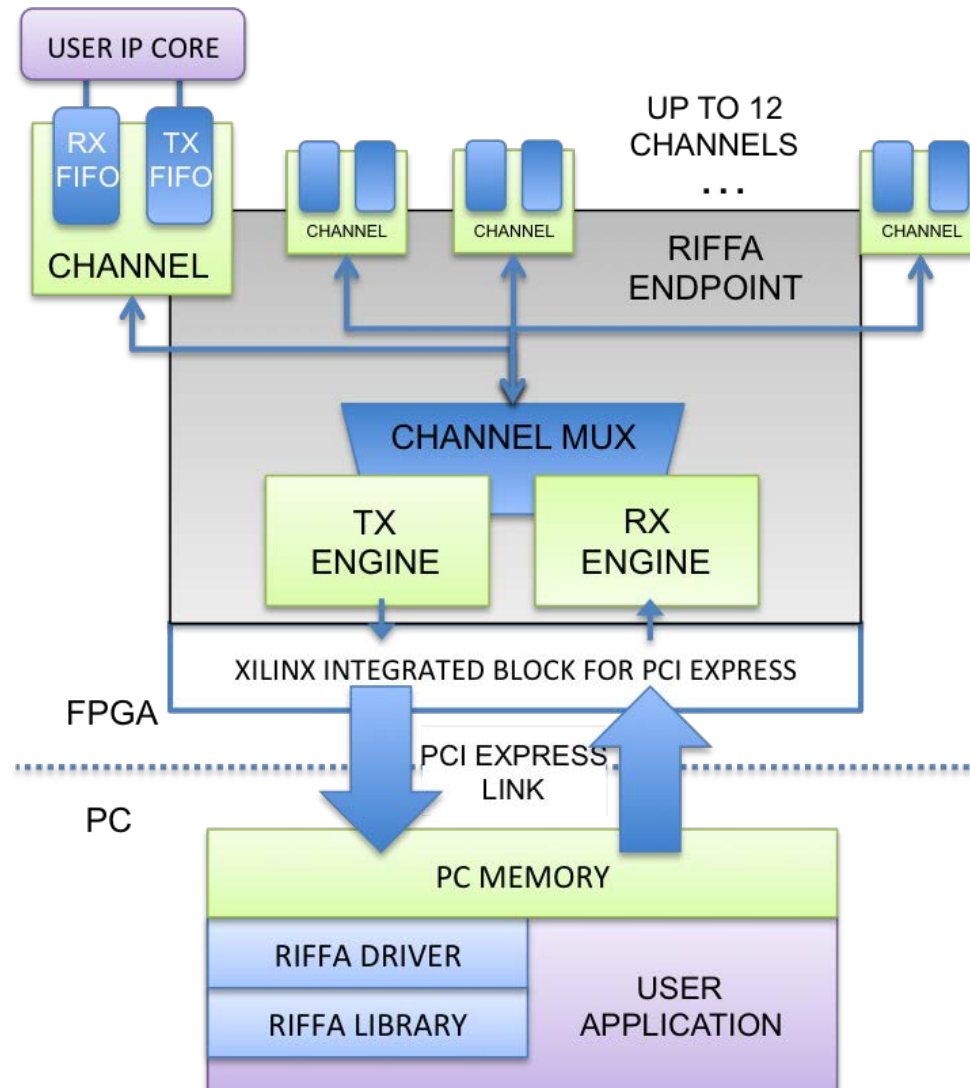 USER IP CORE
RX
FIFO
TX
FIFO
CHANNEL
CHANNEL
CHANNEL
UP TO 12
CHANNELS
...
CHANNEL
RIFFA
ENDPOINT
CHANNEL MUX
TX
ENGINE
RX
ENGINE
XILINX INTEGRATED BLOCK FOR PCI EXPRESS
FPGA
PCI EXPRESS
LINK
PC
PC MEMORY
RIFFA DRIVER
RIFFA LIBRARY
USER
APPLICATION